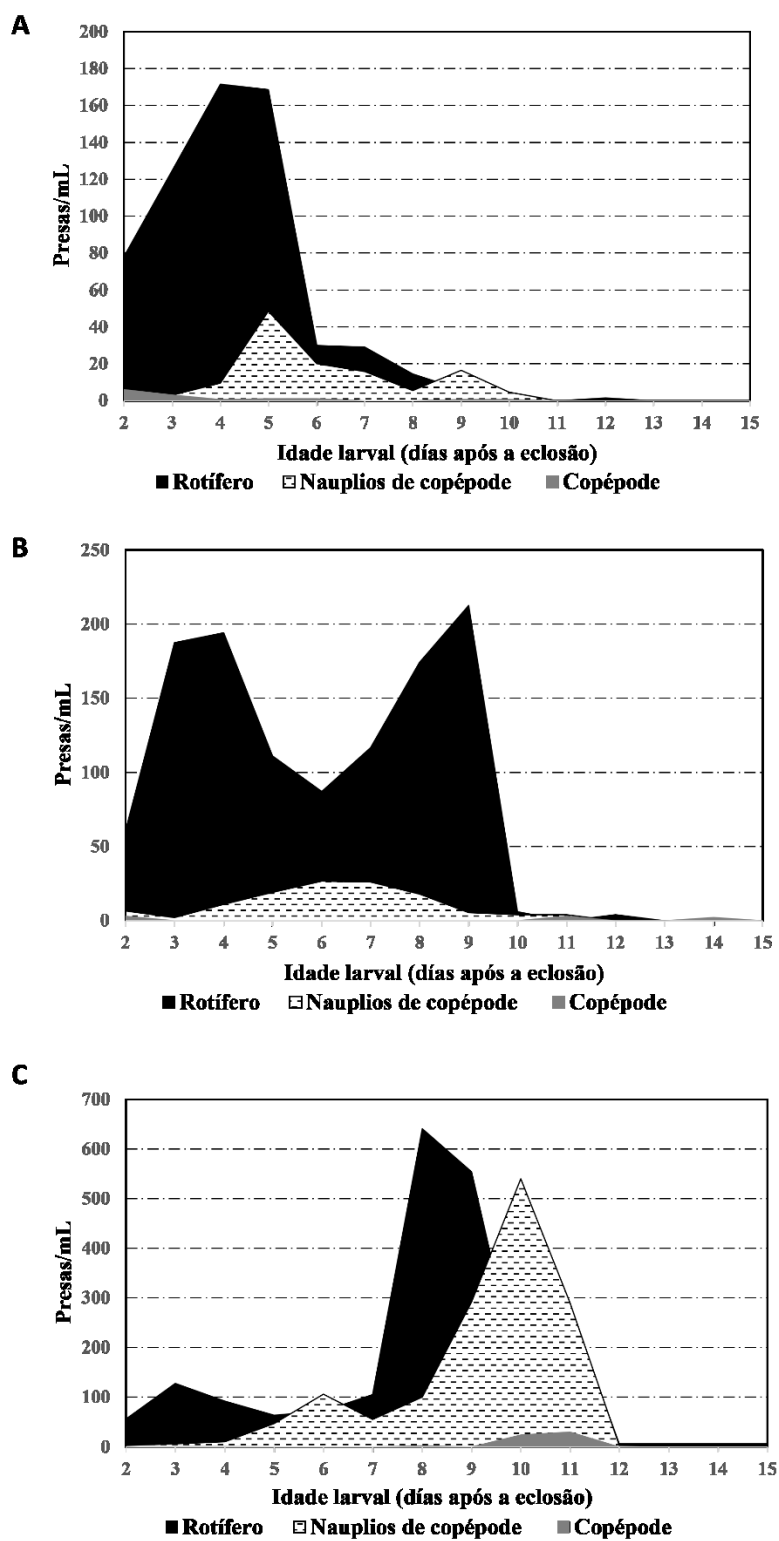 A
200
180
160
140
120
100
80
60
40
20
0
Presas/mL
2 3 4 5 6 7 8 9 10 11 12 13 14 15
Idade larval (días após a eclosão)
Rotífero Nauplios de copépode Copépode
B
250
200
150
100
50
0
Presas/mL
2 3 4 5 6 7 8 9 10 11 12 13 14 15
Idade larval (días após a eclosão)
Rotífero Nauplios de copépode Copépode
C
700
600
500
400
300
200
100
0
Presas/mL
2 3 4 5 6 7 8 9 10 11 12 13 14 15
Idade larval (días após a eclosão)
Rotífero Nauplios de copépode Copépode